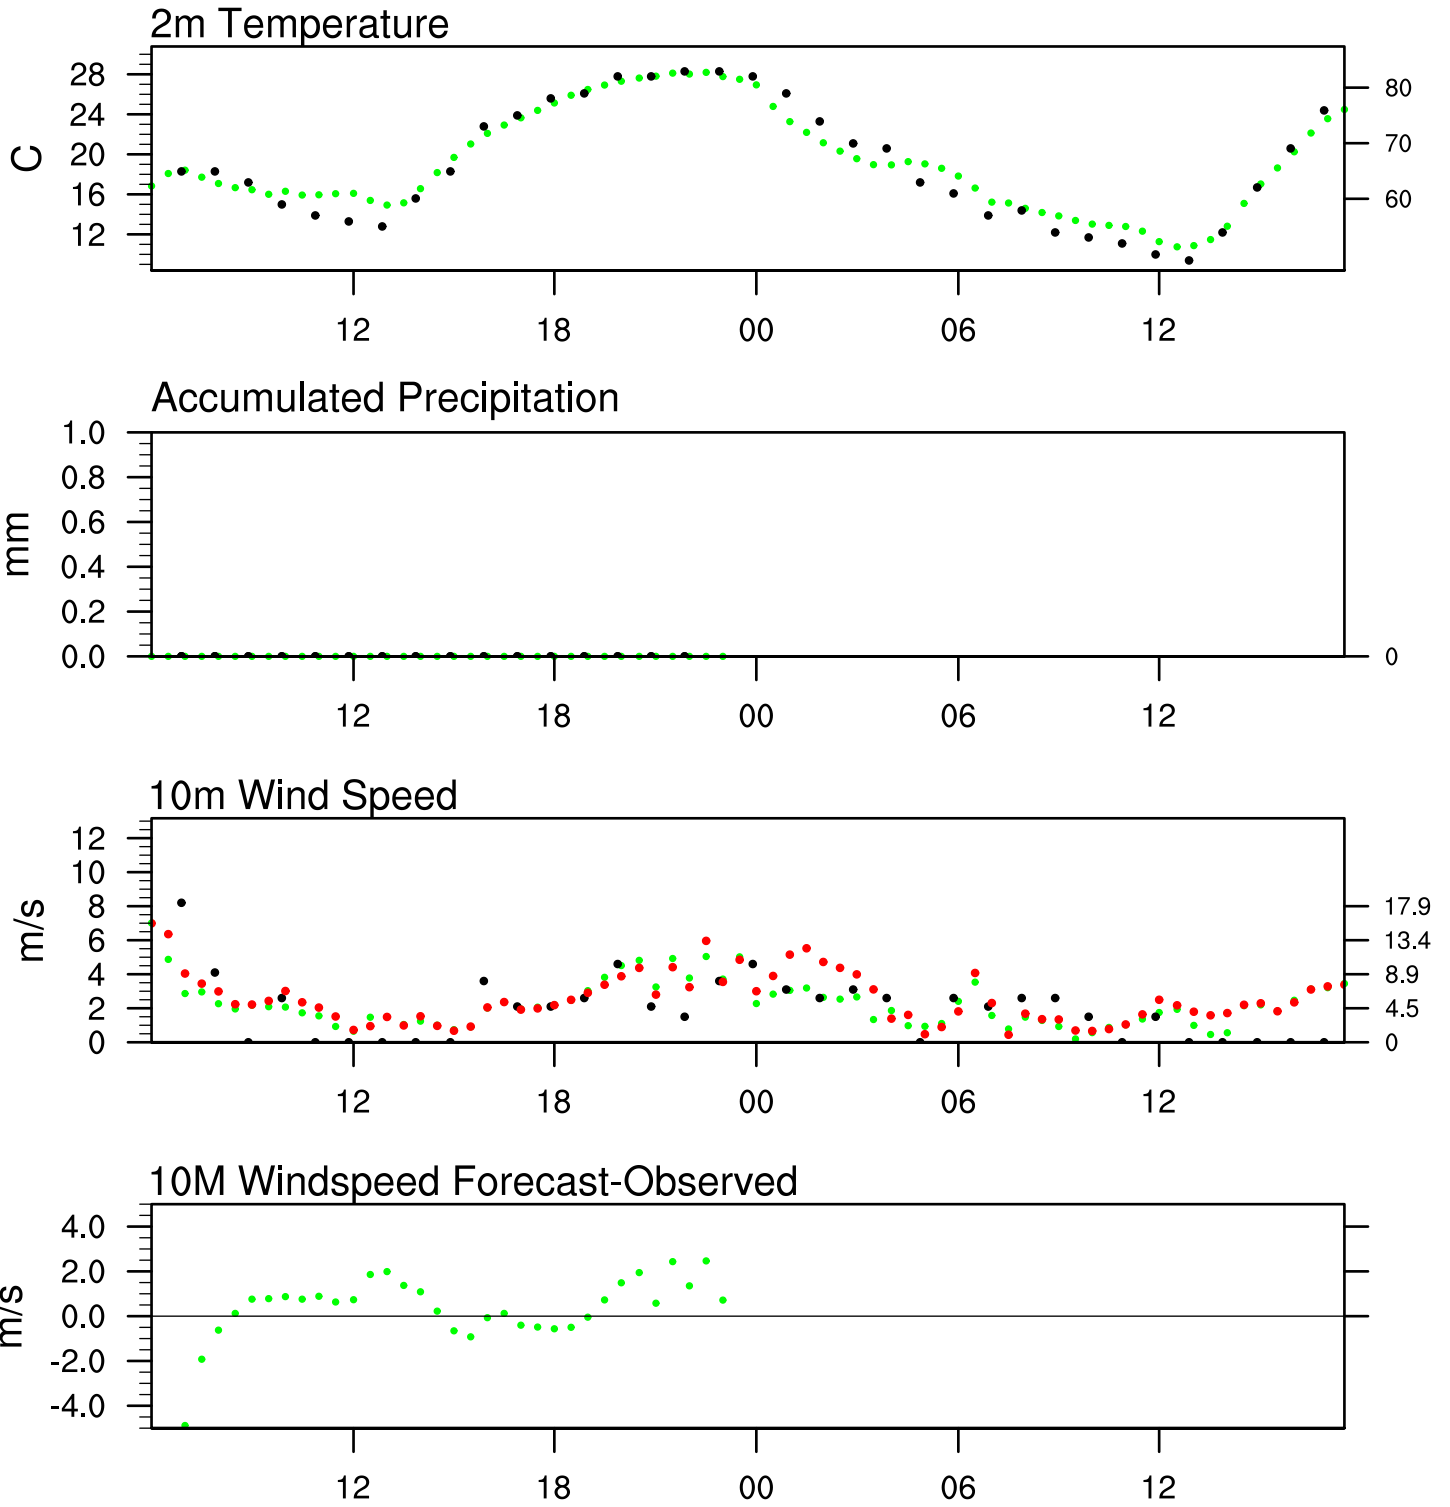 2m Temperature
28
24
20
16
12
C
80
70
60
12 18 00 06 12
Accumulated Precipitation
1.0
0.8
0.6
0.4
0.2
0.0
mm
0
12 18 00 06 12
10m Wind Speed
12
10
8
6
4
2
0
m/s
17.9
13.4
8.9
4.5
0
12 18 00 06 12
10M Windspeed Forecast-Observed
4.0
2.0
0.0
-2.0
-4.0
m/s
12 18 00 06 12